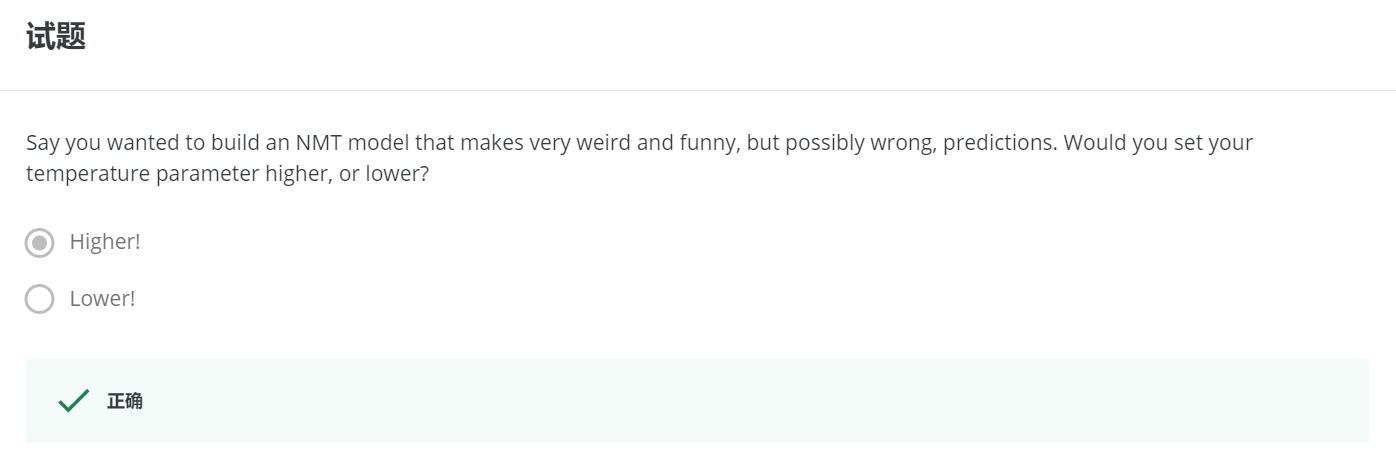 试题
Say you wanted to build an NMT model that makes very weird and funny, but possibly wrong, predictions. Would you set your
temperature parameter higher, or lower?
Higher!
Lower!
正确